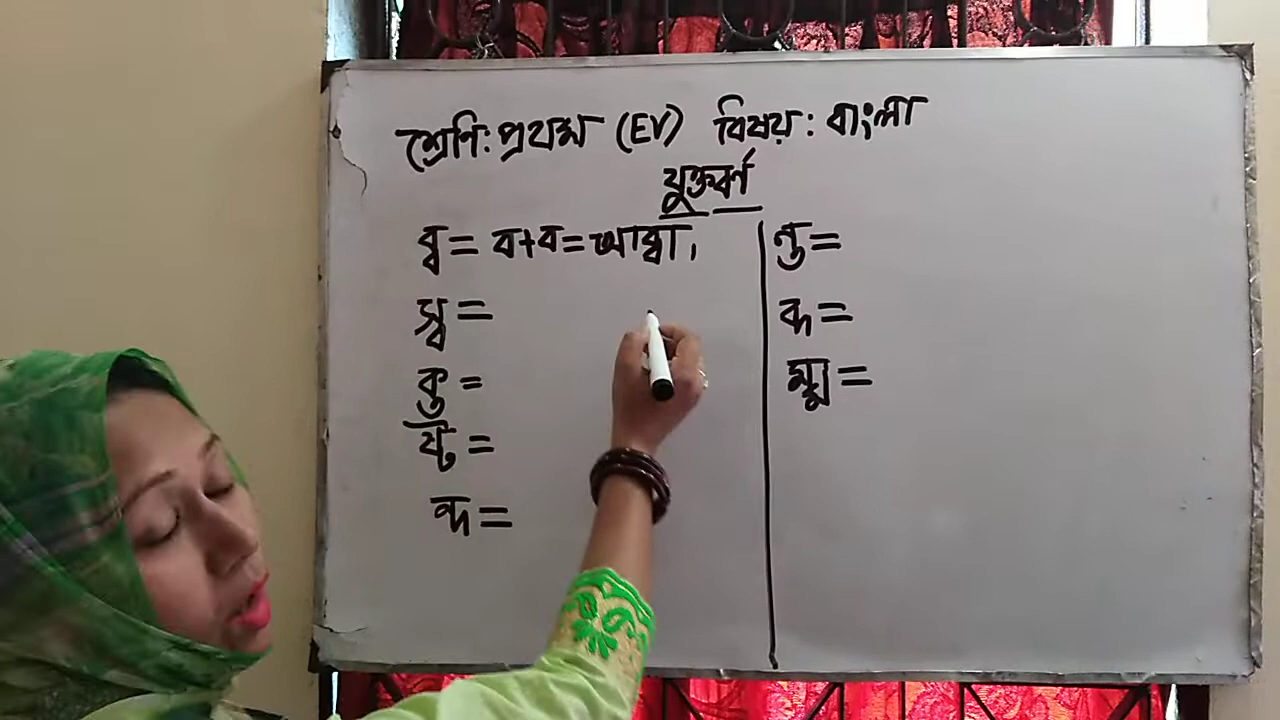 শ্রেণি: প্রথম (EV) বিষয়: বাংলা
যুক্তবর্ণ
ব্ব = ব+ব = আব্বা,
স্ব =
ক্ত =
ষ্ট =
ন্দ =
ন্ত =
ব্দ =
ক্ষ্ম =